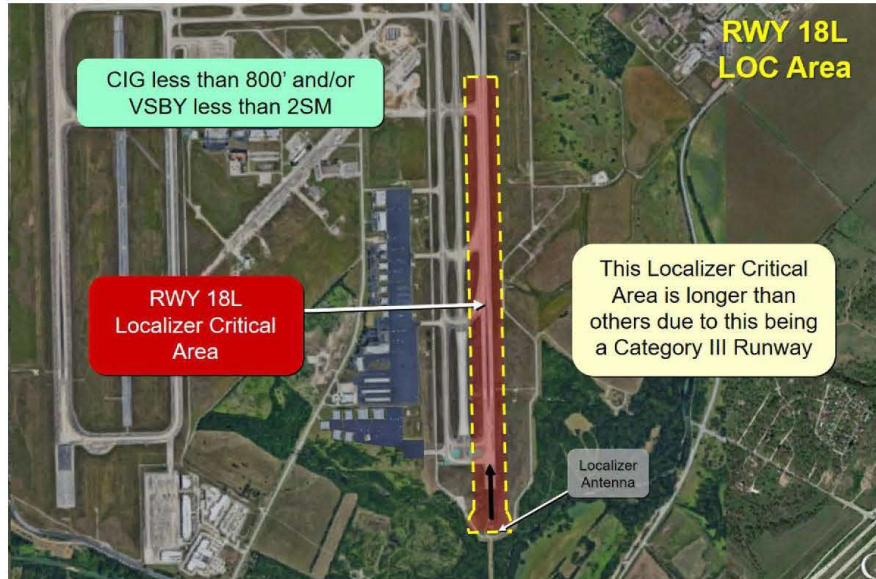 RWY 18L
LOC Area
CIG less than 800' and/or
VSBY less than 2SM
RWY 18L
Localizer Critical
Area
This Localizer Critical
Area is longer than
others due to this being
a Category III Runway
Localizer
Antenna